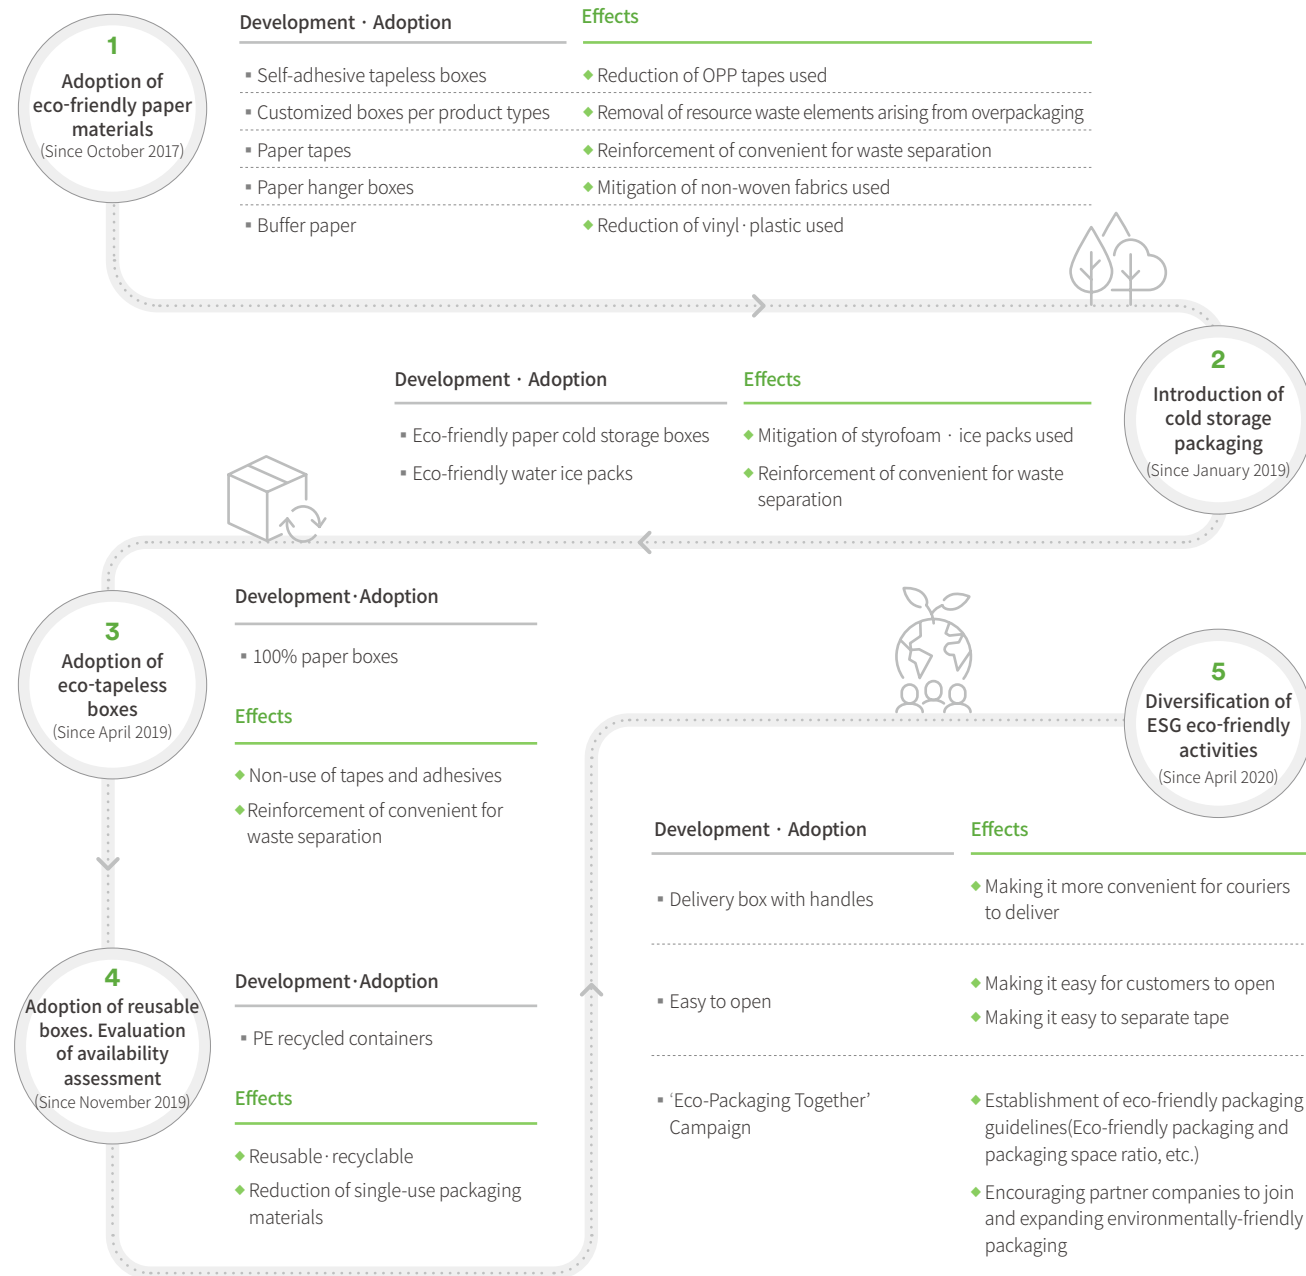 1
Adoption of
eco-friendly paper
materials
(Since October 2017)
Development · Adoption
Effects
▪ Self-adhesive tapeless boxes
◆ Reduction of OPP tapes used
▪ Customized boxes per product types
◆ Removal of resource waste elements arising from overpackaging
▪ Paper tapes
◆ Reinforcement of convenient for waste separation
▪ Paper hanger boxes
◆ Mitigation of non-woven fabrics used
▪ Buffer paper
◆ Reduction of vinyl · plastic used
2
Introduction of
cold storage
packaging
(Since January 2019)
Development · Adoption
Effects
▪ Eco-friendly paper cold storage boxes
◆ Mitigation of styrofoam · ice packs used
▪ Eco-friendly water ice packs
◆ Reinforcement of convenient for waste
separation
3
Adoption of
eco-tapeless
boxes
(Since April 2019)
Development · Adoption
▪ 100% paper boxes
Effects
◆ Non-use of tapes and adhesives
◆ Reinforcement of convenient for
waste separation
4
Adoption of reusable
boxes. Evaluation
of availability
assessment
(Since November 2019)
Development · Adoption
▪ PE recycled containers
Effects
◆ Reusable · recyclable
◆ Reduction of single-use packaging
materials
5
Diversification of
ESG eco-friendly
activities
(Since April 2020)
Development · Adoption
Effects
▪ Delivery box with handles
◆ Making it more convenient for couriers
to deliver
▪ Easy to open
◆ Making it easy for customers to open
◆ Making it easy to separate tape
▪ ‘Eco-Packaging Together’
Campaign
◆ Establishment of eco-friendly packaging
guidelines(Eco-friendly packaging and
packaging space ratio, etc.)
◆ Encouraging partner companies to join
and expanding environmentally-friendly
packaging